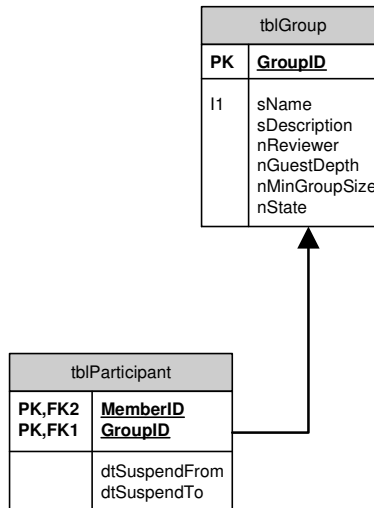 tblGroup
PK GroupID
I1 sName
sDescription
nReviewer
nGuestDepth
nMinGroupSize
nState
tblParticipant
PK,FK2 MemberID
PK,FK1 GroupID
dtSuspendFrom
dtSuspendTo